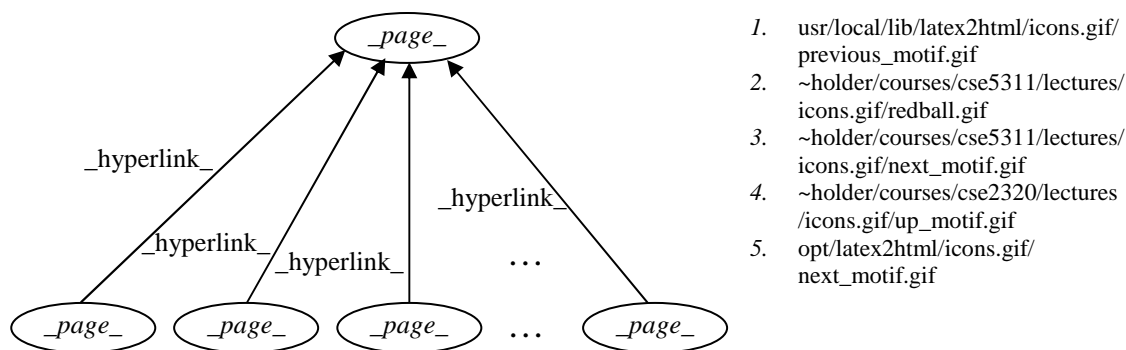 _page_
_hyperlink_
_hyperlink_
_hyperlink_
_hyperlink_
...
_page_
_page_
_page_
...
_page_
1. usr/local/lib/latex2html/icons.gif/
previous_motif.gif
2. ~holder/courses/cse5311/lectures/
icons.gif/redball.gif
3. ~holder/courses/cse5311/lectures/
icons.gif/next_motif.gif
4. ~holder/courses/cse2320/lectures
/icons.gif/up_motif.gif
5. opt/latex2html/icons.gif/
next_motif.gif